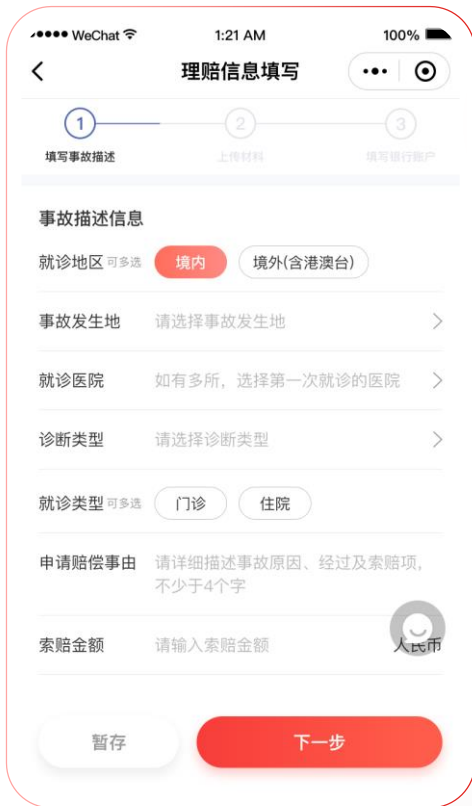 WeChat 1:21 AM 100%
理赔信息填写
1 2 3
填写事故描述 上传材料 填写银行账户
事故描述信息
就诊地区 可多选 境内 境外(含港澳台)
事故发生地 请选择事故发生地
就诊医院 如有多所，选择第一次就诊的医院
诊断类型 请选择诊断类型
就诊类型 可多选 门诊 住院
申请赔偿事由 请详细描述事故原因、经过及索赔项，
不少于4个字
索赔金额 请输入索赔金额 人民币
暂存 下一步